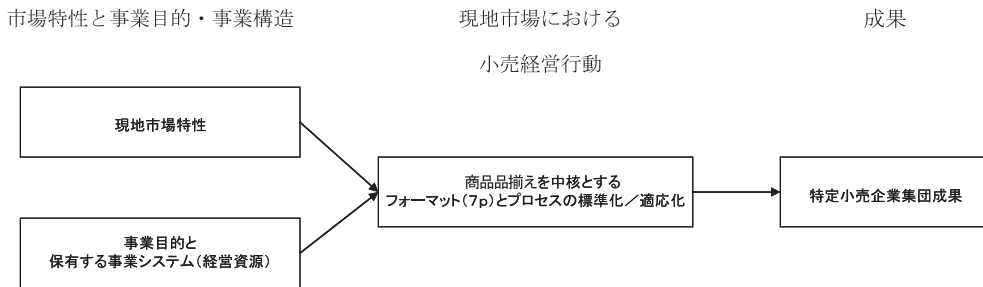 市場特性と事業目的・事業構造
現地市場における
小売経営行動
成果
現地市場特性
事業目的と
保有する事業システム(経営資源)
商品品揃えを中核とする
フォーマット(7p)とプロセスの標準化/適応化
特定小売企業集団成果